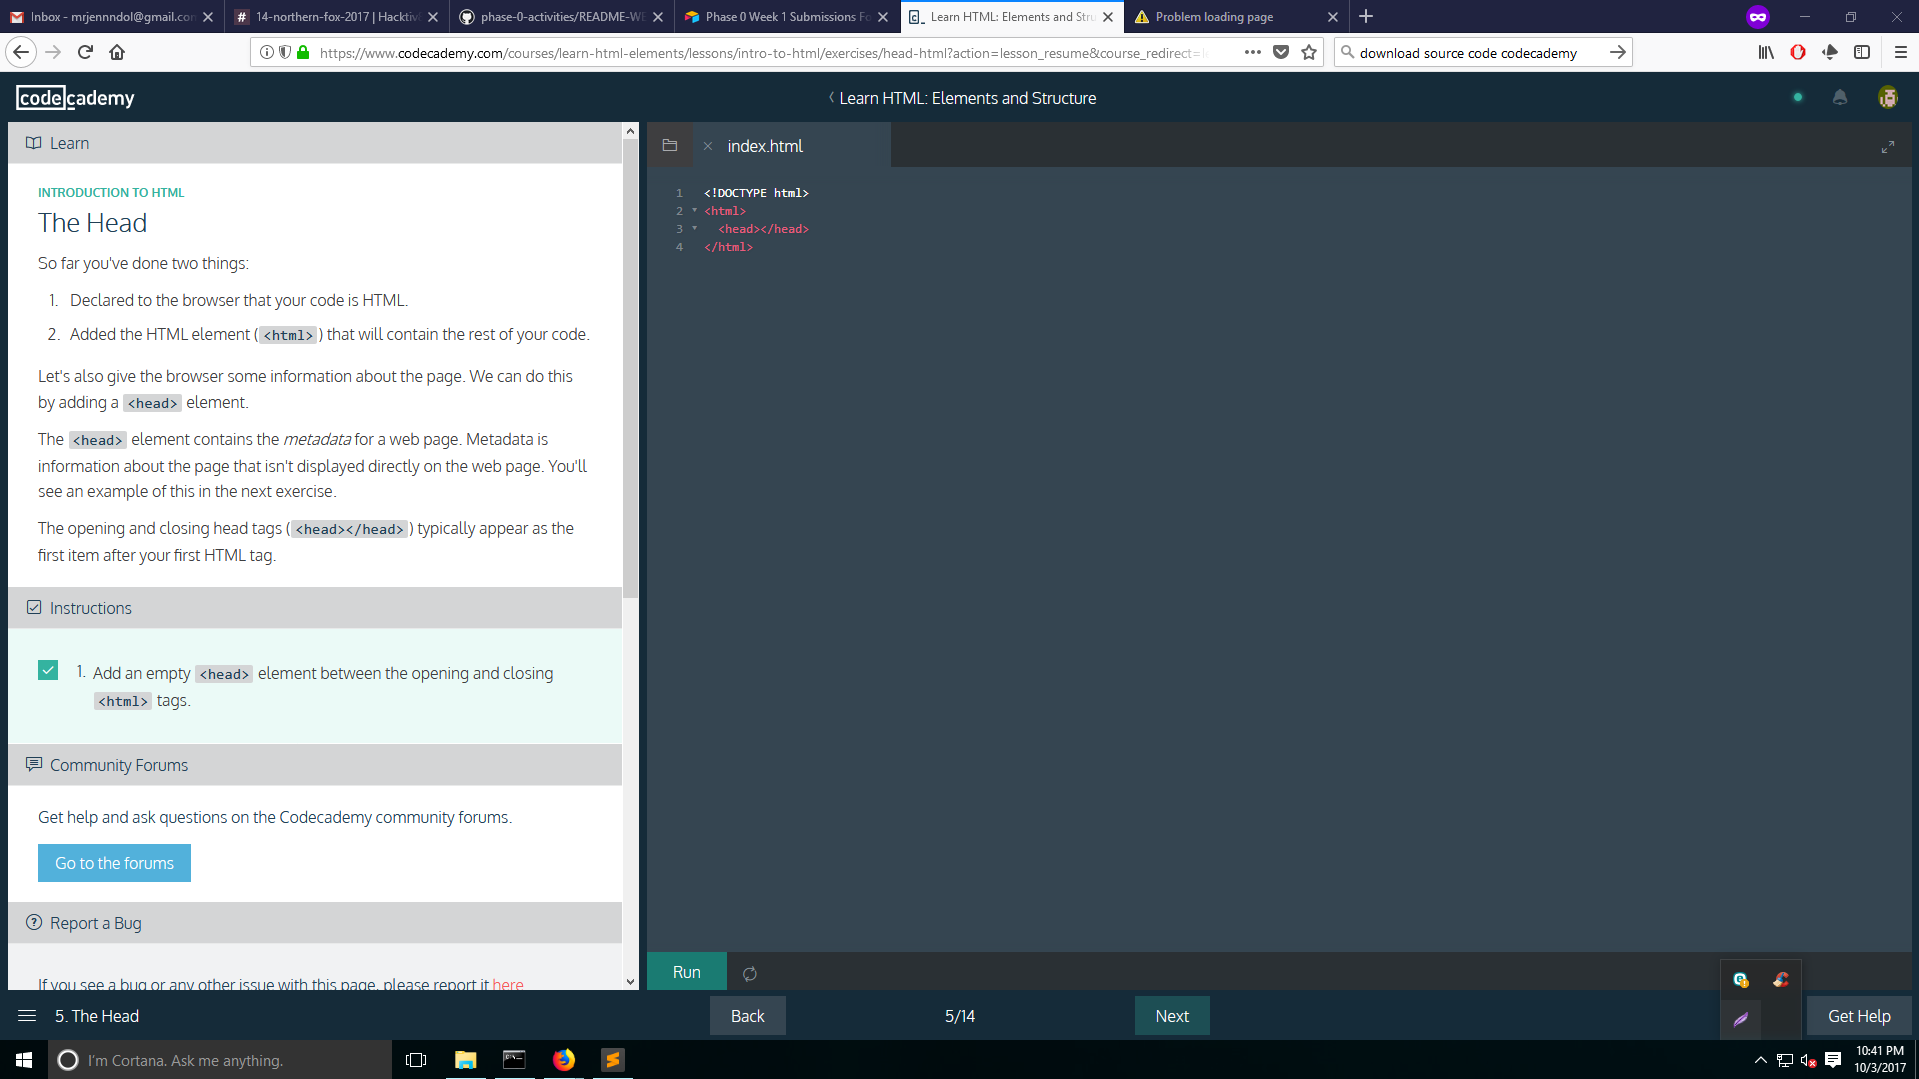 Inbox - mrjennndol@gmail.con
14-northern-fox-2017 | Hacktiv
phase-0-activities/README-WE
Phase 0 Week 1 Submissions Fo
Learn HTML: Elements and Stru
Problem loading page
https://www.codecademy.com/courses/learn-html-elements/lessons/intro-to-html/exercises/head-html?action=lesson_resume&course_redirect=l
download source code codecademy
codecademy
Learn HTML: Elements and Structure
Learn
INTRODUCTION TO HTML
The Head
So far you've done two things:
1. Declared to the browser that your code is HTML.
2. Added the HTML element (<html>) that will contain the rest of your code.
Let's also give the browser some information about the page. We can do this
by adding a <head> element.
The <head> element contains the metadata for a web page. Metadata is
information about the page that isn't displayed directly on the web page. You'll
see an example of this in the next exercise.
The opening and closing head tags (<head></head>) typically appear as the
first item after your first HTML tag.
Instructions
1. Add an empty <head> element between the opening and closing
<html> tags.
Community Forums
Get help and ask questions on the Codecademy community forums.
Go to the forums
Report a Bug
If you see a bug or any other issue with this page, please report it here
index.html
1 <!DOCTYPE html>
2 <html>
3 <head></head>
4 </html>
Run
5. The Head
Back
5/14
Next
Get Help
I'm Cortana. Ask me anything.
10:41 PM
10/3/2017